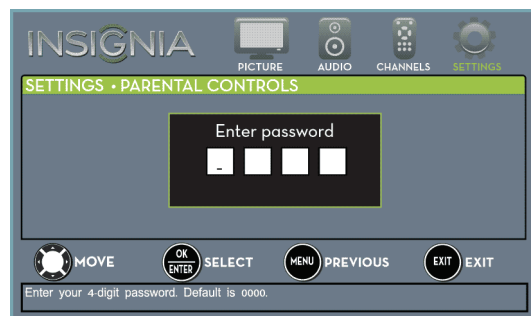 INSIGNIA
PICTURE AUDIO CHANNELS SETTINGS
SETTINGS • PARENTAL CONTROLS
Enter password
_
MOVE OK ENTER SELECT MENU PREVIOUS EXIT EXIT
Enter your 4-digit password. Default is 0000.